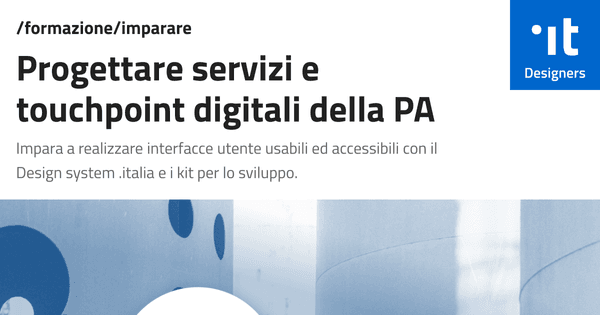 /formazione/imparare
Progettare servizi e
touchpoint digitali della PA
Impara a realizzare interfacce utente usabili ed accessibili con il
Design system .italia e i kit per lo sviluppo.
.it
Designers